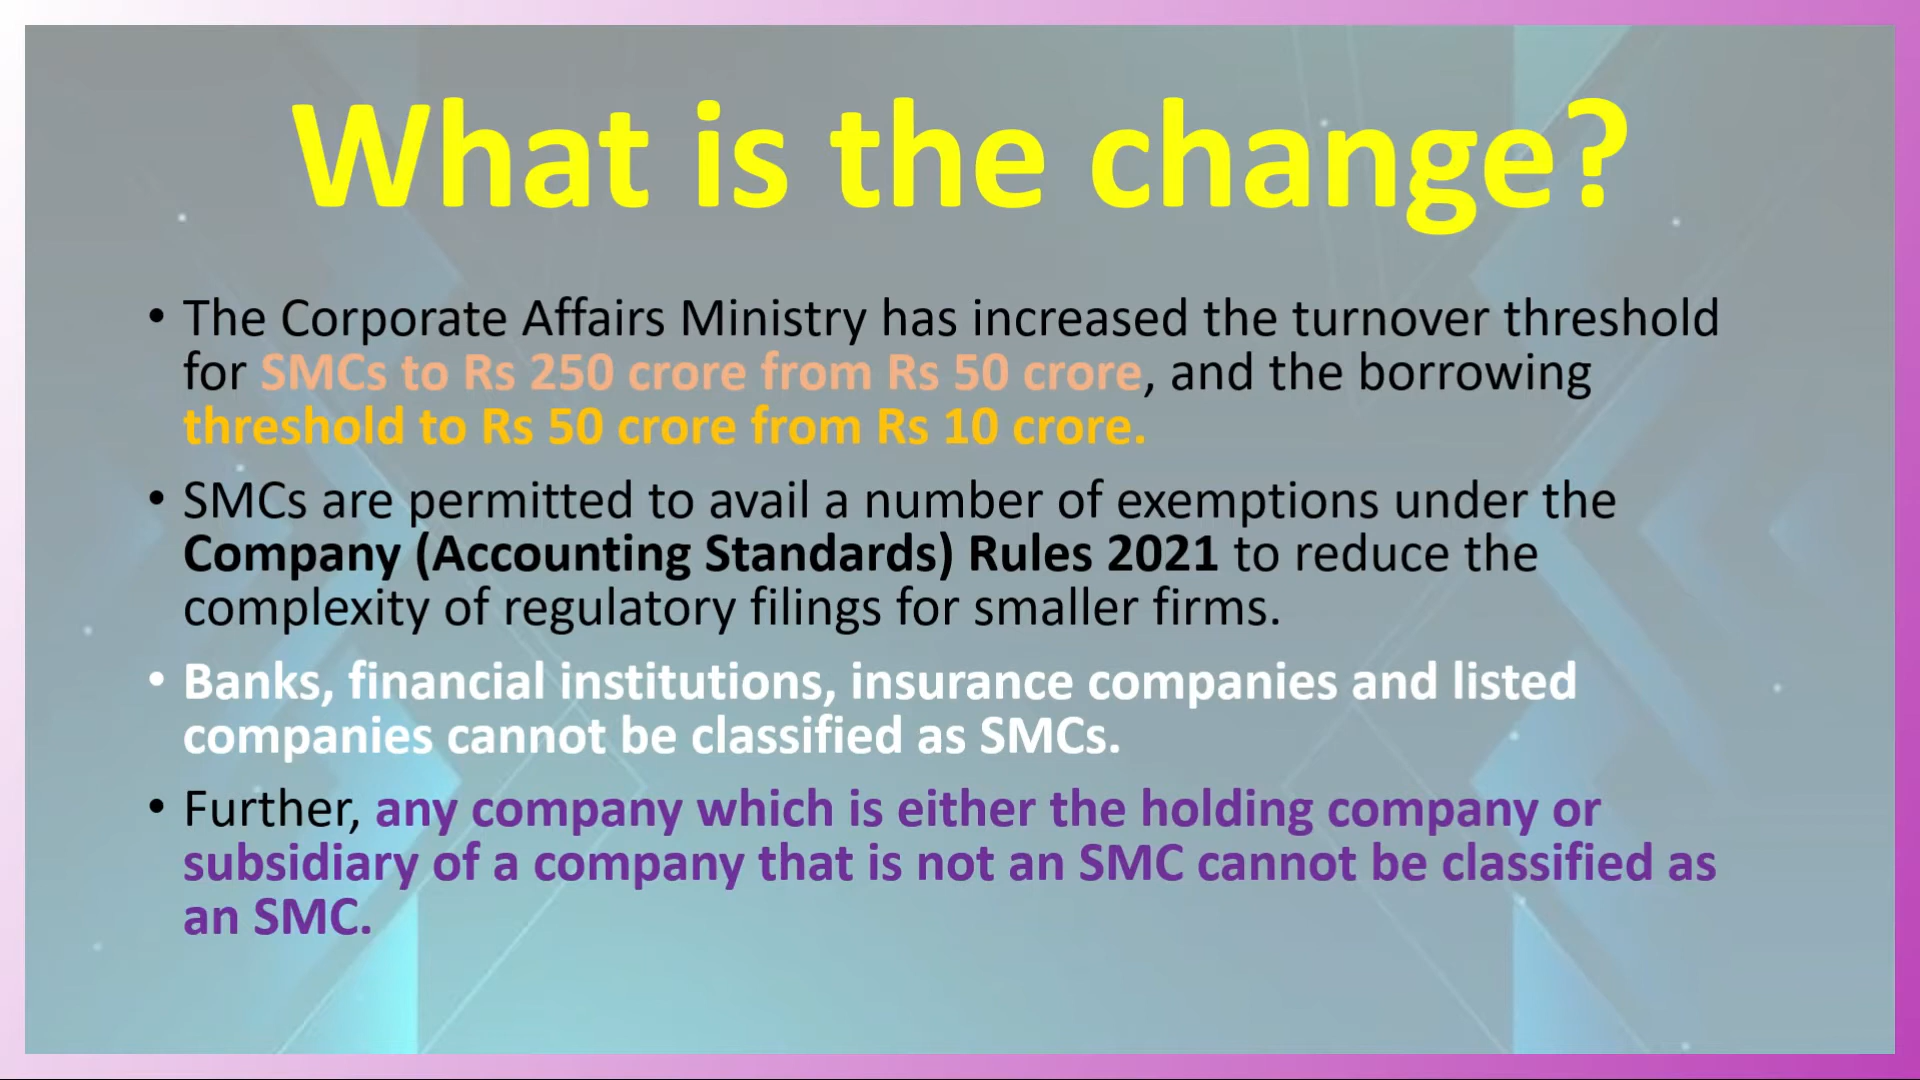 What is the change?
• The Corporate Affairs Ministry has increased the turnover threshold
for SMCs to Rs 250 crore from Rs 50 crore, and the borrowing
threshold to Rs 50 crore from Rs 10 crore.
• SMCs are permitted to avail a number of exemptions under the
Company (Accounting Standards) Rules 2021 to reduce the
complexity of regulatory filings for smaller firms.
• Banks, financial institutions, insurance companies and listed
companies cannot be classified as SMCs.
• Further, any company which is either the holding company or
subsidiary of a company that is not an SMC cannot be classified as
an SMC.